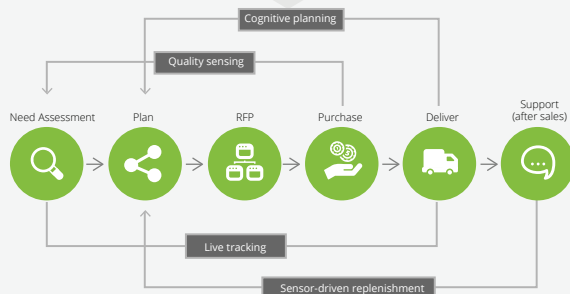 Cognitive planning
Quality sensing
Need Assessment
Plan
RFP
Purchase
Deliver
Support
(after sales)
Live tracking
Sensor-driven replenishment